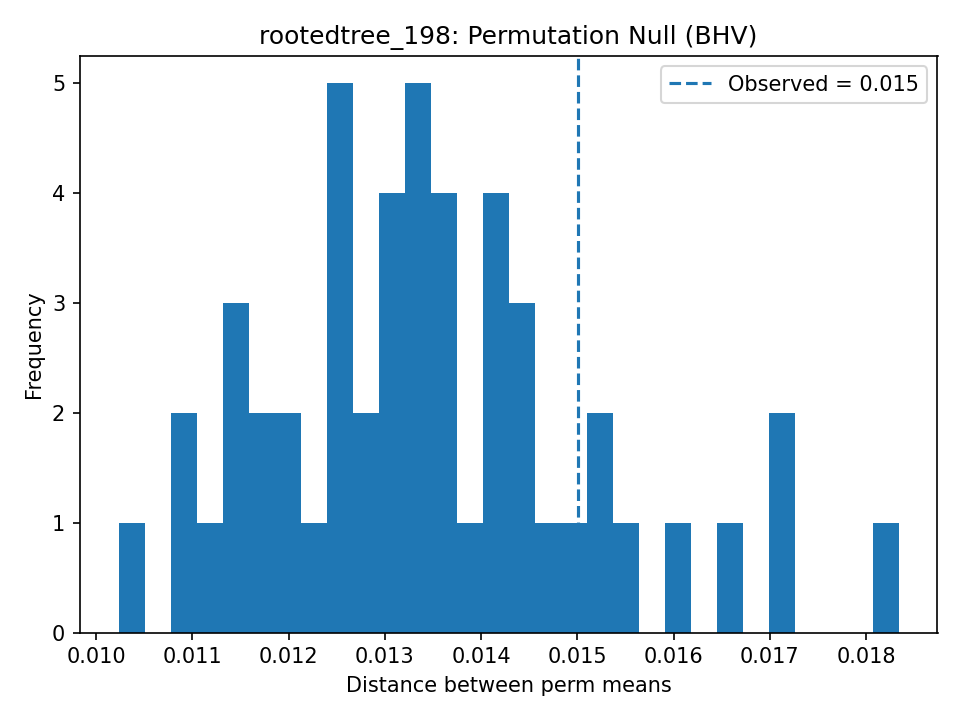 rootedtree_198: Permutation Null (BHV)
Observed = 0.015
Frequency
5
4
3
2
1
0
0.010 0.011 0.012 0.013 0.014 0.015 0.016 0.017 0.018
Distance between perm means